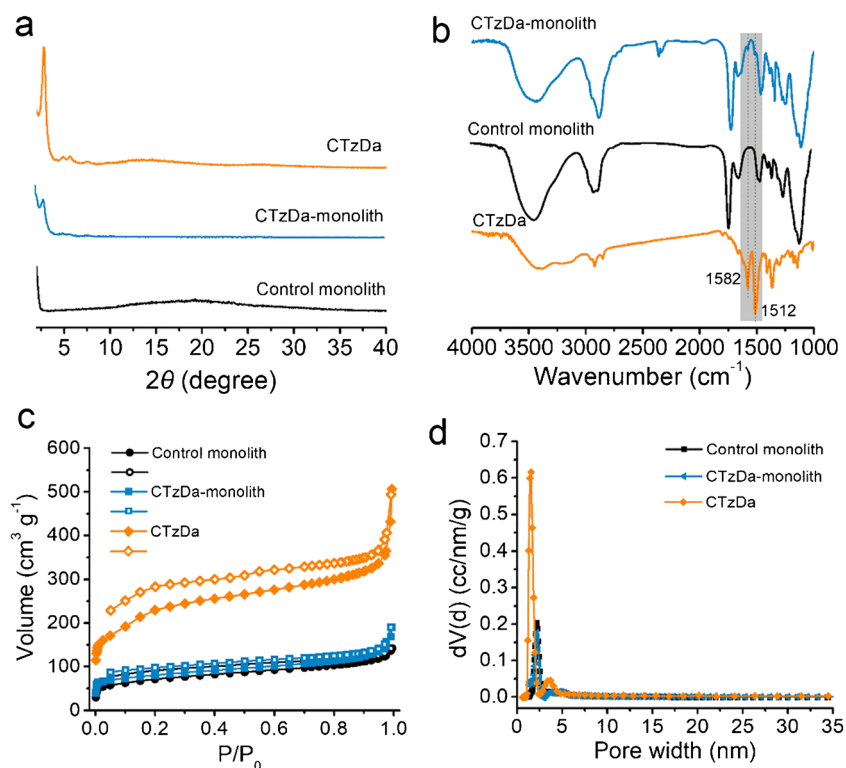 a
CTzDa
CTzDa-monolith
Control monolith
5 10 15 20 25 30 35 40
2θ (degree)
b
CTzDa-monolith
Control monolith
CTzDa
1582
1512
4000 3500 3000 2500 2000 1500 1000
Wavenumber (cm⁻¹)
c
600
500
400
300
200
100
0
Control monolith
CTzDa-monolith
CTzDa
Volume (cm³ g⁻¹)
0.0 0.2 0.4 0.6 0.8 1.0
P/P₀
d
0.7
0.6
0.5
0.4
0.3
0.2
0.1
0.0
Control monolith
CTzDa-monolith
CTzDa
dV(d) (cc/nm/g)
0 5 10 15 20 25 30 35
Pore width (nm)